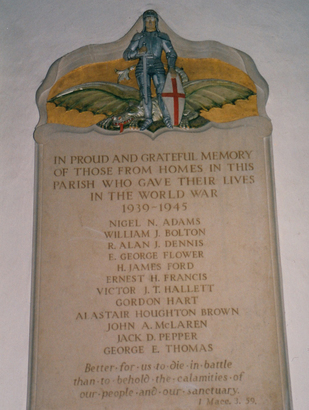 IN PROUD AND GRATEFUL MEMORY
OF THOSE FROM HOMES IN THIS
PARISH WHO GAVE THEIR LIVES
IN THE WORLD WAR
1939-1945
NIGEL N. ADAMS
WILLIAM J. BOLTON
R. ALAN J. DENNIS
E. GEORGE FLOWER
H. JAMES FORD
ERNEST H. FRANCIS
VICTOR J.T. HALLETT
GORDON HART
ALASTAIR HOUGHTON BROWN
JOHN A. McLAREN
JACK D. PEPPER
GEORGE E. THOMAS
Better·for·us·to·die·in·battle
than·to·behold·the·calamities·of
our·people·and·our·sanctuary.
I Macc. 3. 59.